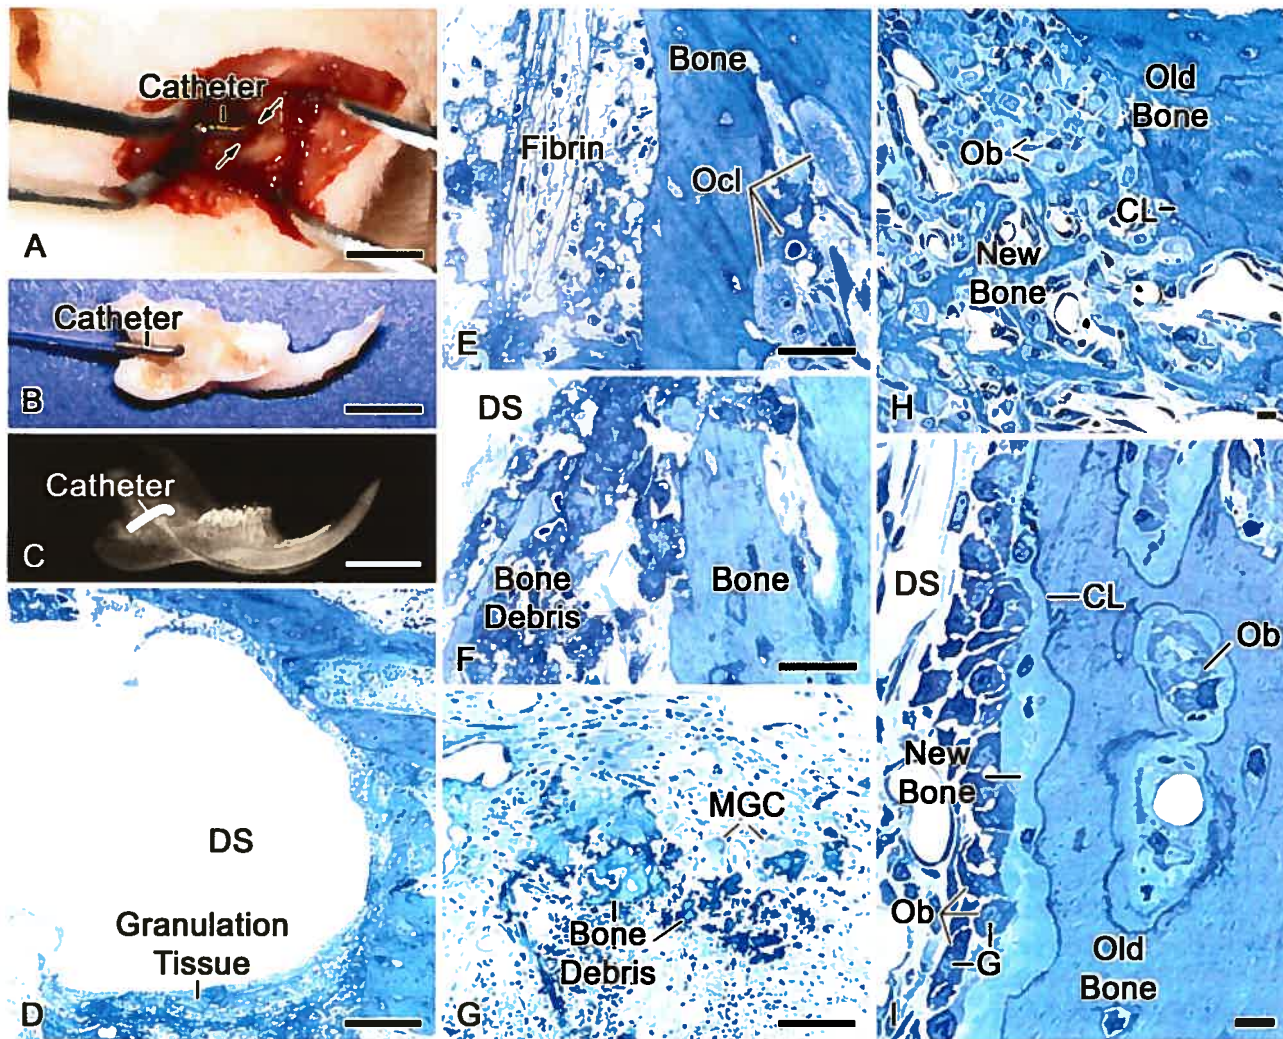 Catheter
A
Catheter
B
Catheter
C
DS
Granulation
Tissue
D
Bone
Fibrin
Ocl
E
DS
Bone
Debris
Bone
F
MGC
Bone
Debris
G
Old
Bone
Ob
CL
New
Bone
H
DS
CL
Ob
New
Bone
Ob
G
Old
Bone
I